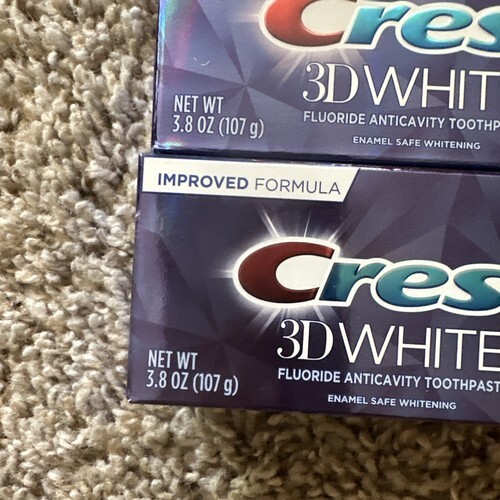 Cres
3D WHIT
NET WT
3.8 OZ (107 g)
FLUORIDE ANTICAVITY TOOTHP
ENAMEL SAFE WHITENING
IMPROVED FORMULA
Cres
3D WHITE
NET WT
3.8 OZ (107 g)
FLUORIDE ANTICAVITY TOOTHPAST
ENAMEL SAFE WHITENING